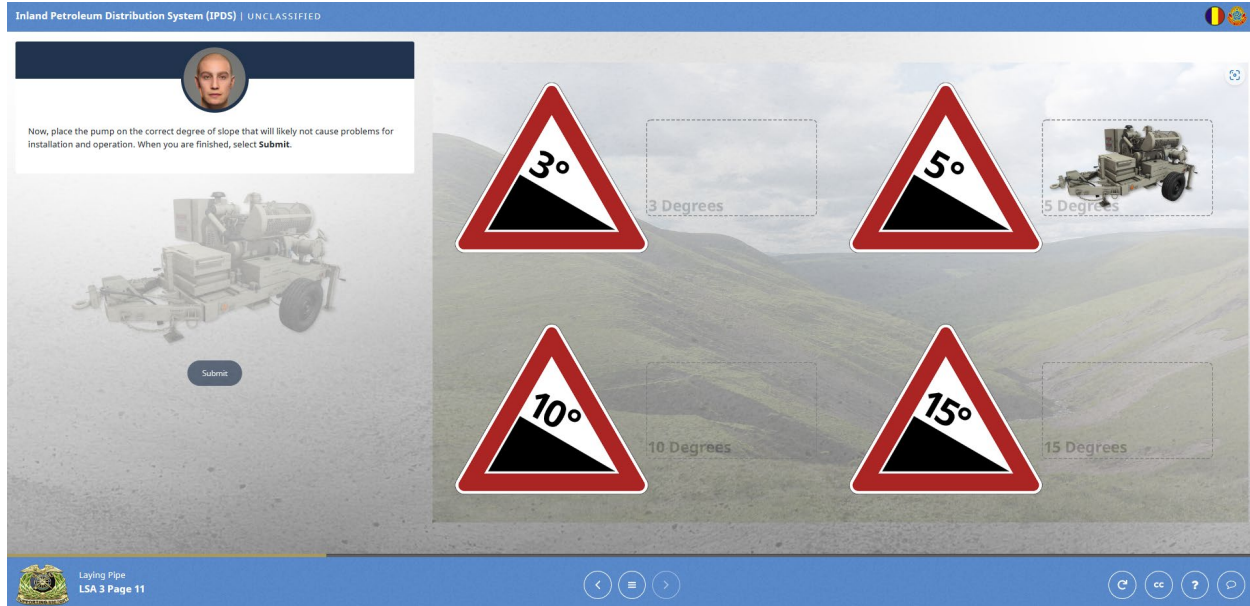 Inland Petroleum Distribution System (IPDS) | UNCLASSIFIED
Now, place the pump on the correct degree of slope that will likely not cause problems for
installation and operation. When you are finished, select Submit.
Submit
3°
3 Degrees
5°
5 Degrees
10°
10 Degrees
15°
15 Degrees
Laying Pipe
LSA 3 Page 11
CC
?